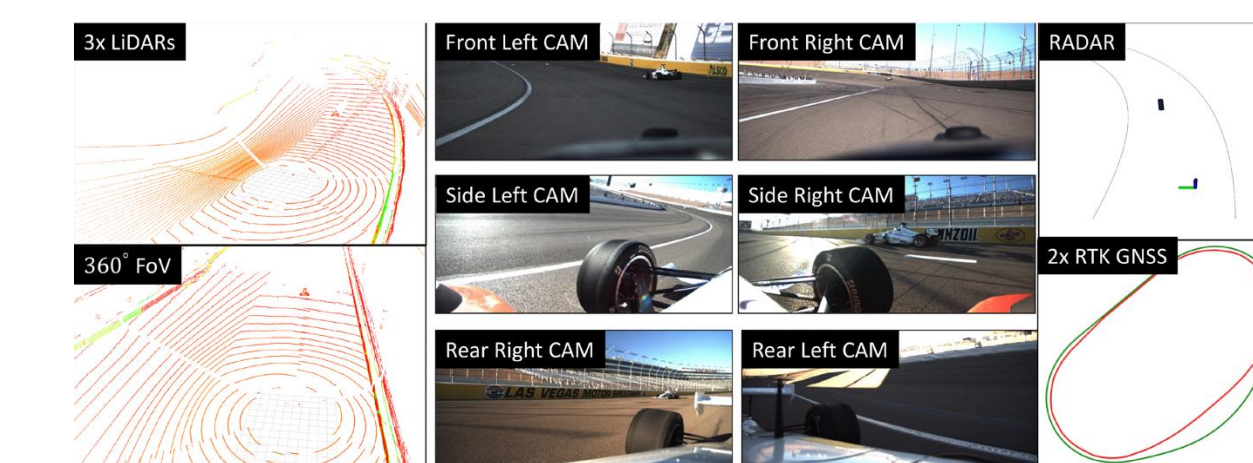 3x LiDARs
Front Left CAM
Front Right CAM
RADAR
Side Left CAM
Side Right CAM
360° FoV
2x RTK GNSS
Rear Right CAM
Rear Left CAM
LAS VEGAS MOTOR SPEEDWAY